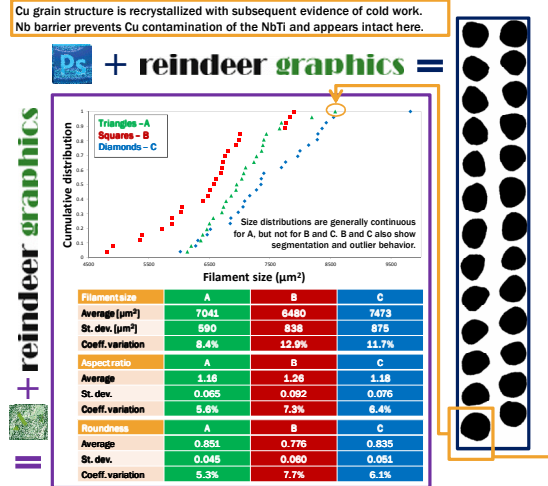 Cu grain structure is recrystallized with subsequent evidence of cold work.
Nb barrier prevents Cu contamination of the NbTi and appears intact here.
Ps + reindeer graphics =
+ reindeer graphics =
Cumulative distribution
1
0.9
0.8
0.7
0.6
0.5
0.4
0.3
0.2
0.1
0
Triangles – A
Squares – B
Diamonds – C
Size distributions are generally continuous
for A, but not for B and C. B and C also show
segmentation and outlier behavior.
4500 5500 6500 7500 8500 9500
Filament size (μm²)
Filament size A B C
Average [μm²] 7041 6480 7473
St. dev. [μm²] 590 838 875
Coeff. variation 8.4% 12.9% 11.7%
Aspect ratio A B C
Average 1.16 1.26 1.18
St. dev. 0.065 0.092 0.076
Coeff. variation 5.6% 7.3% 6.4%
Roundness A B C
Average 0.851 0.776 0.835
St. dev. 0.045 0.060 0.051
Coeff. variation 5.3% 7.7% 6.1%